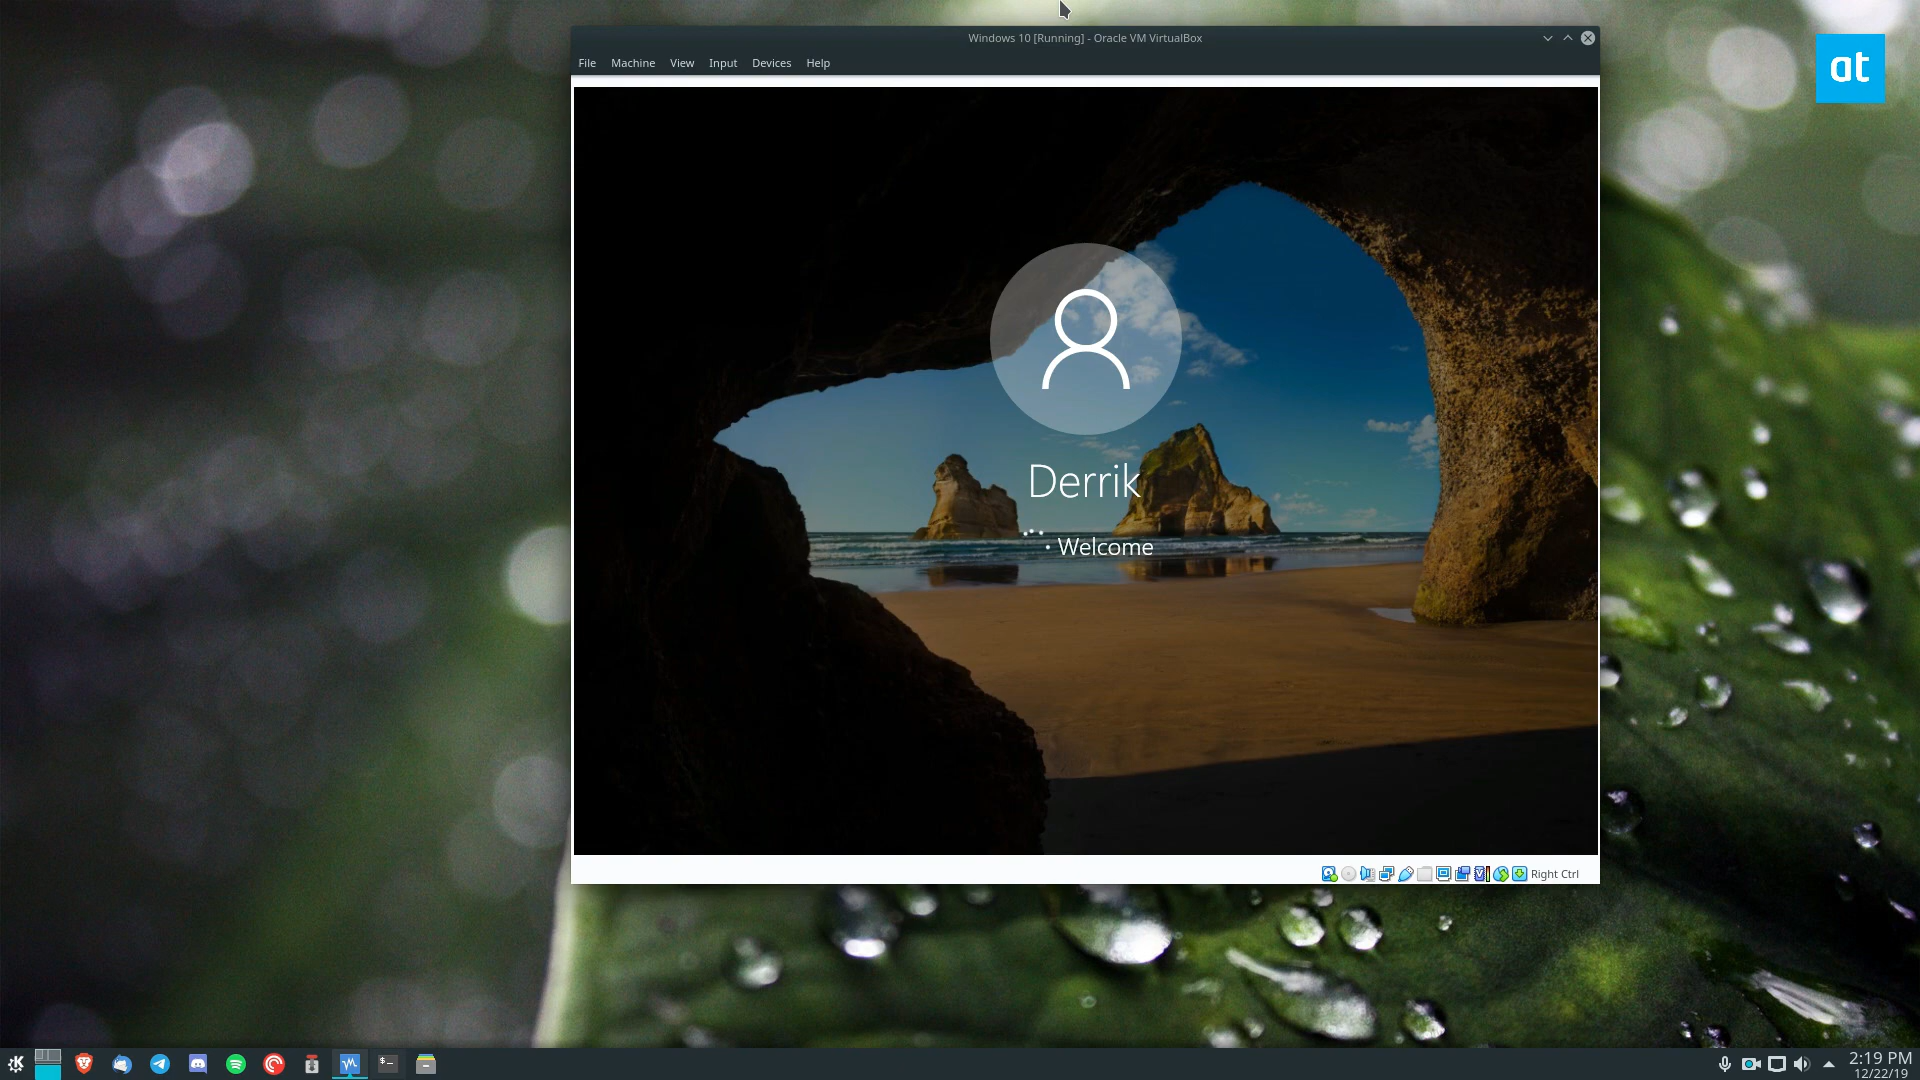 Windows 10 [Running] - Oracle VM VirtualBox
File Machine View Input Devices Help
at
Derrik
Welcome
Right Ctrl
2:19 PM
12/22/19